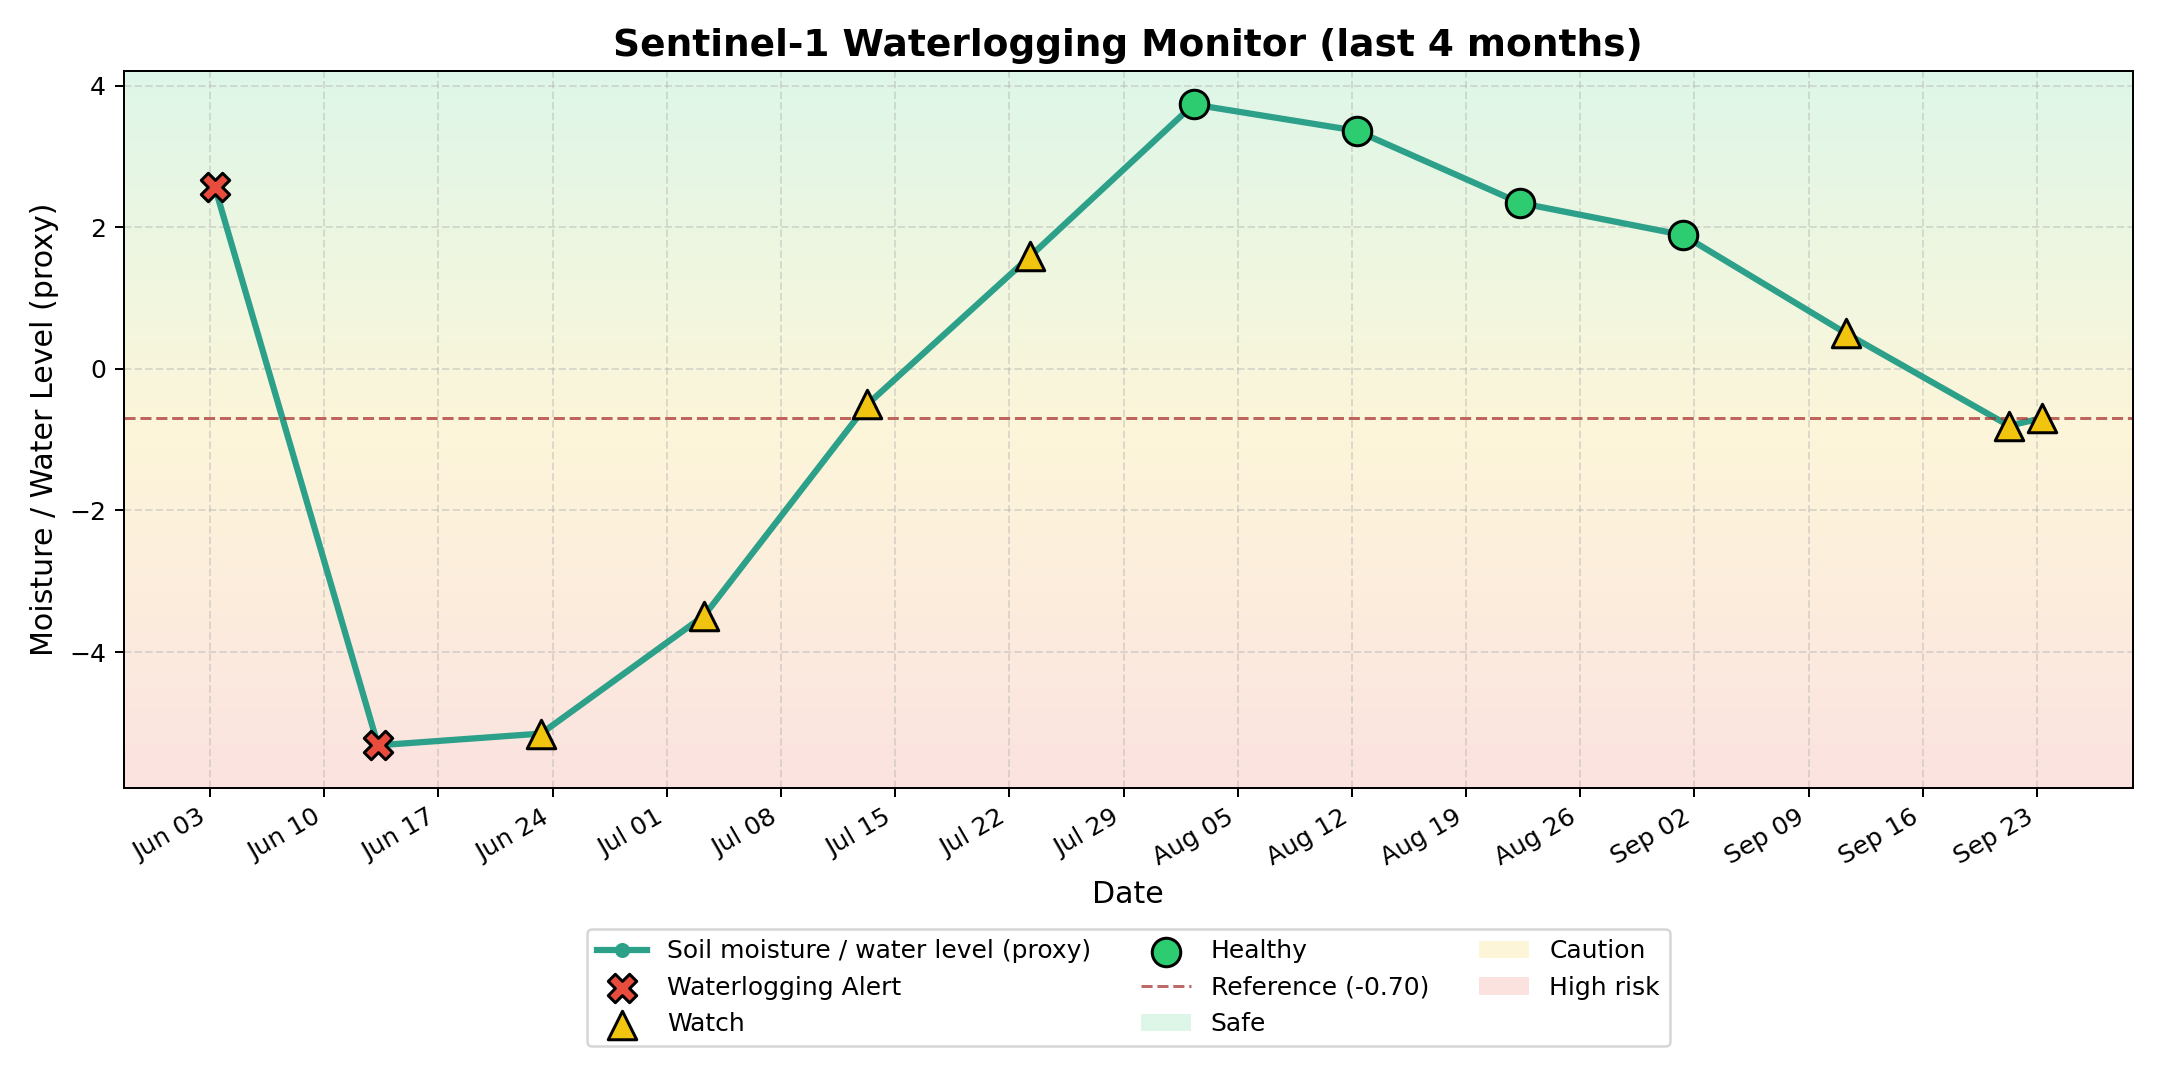 Sentinel-1 Waterlogging Monitor (last 4 months)
Moisture / Water Level (proxy)
4
2
0
−2
−4
Jun 03
Jun 10
Jun 17
Jun 24
Jul 01
Jul 08
Jul 15
Jul 22
Jul 29
Aug 05
Aug 12
Aug 19
Aug 26
Sep 02
Sep 09
Sep 16
Sep 23
Date
Soil moisture / water level (proxy)
Waterlogging Alert
Watch
Healthy
Reference (-0.70)
Safe
Caution
High risk